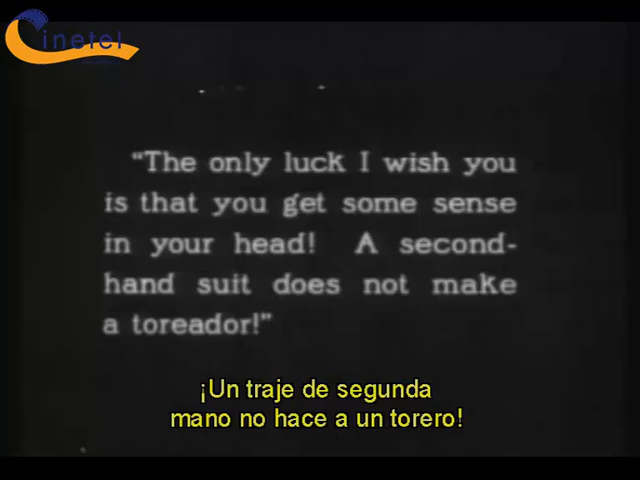 Cinetel
"The only luck I wish you
is that you get some sense
in your head! A second-
hand suit does not make
a toreador!"
¡Un traje de segunda
mano no hace a un torero!